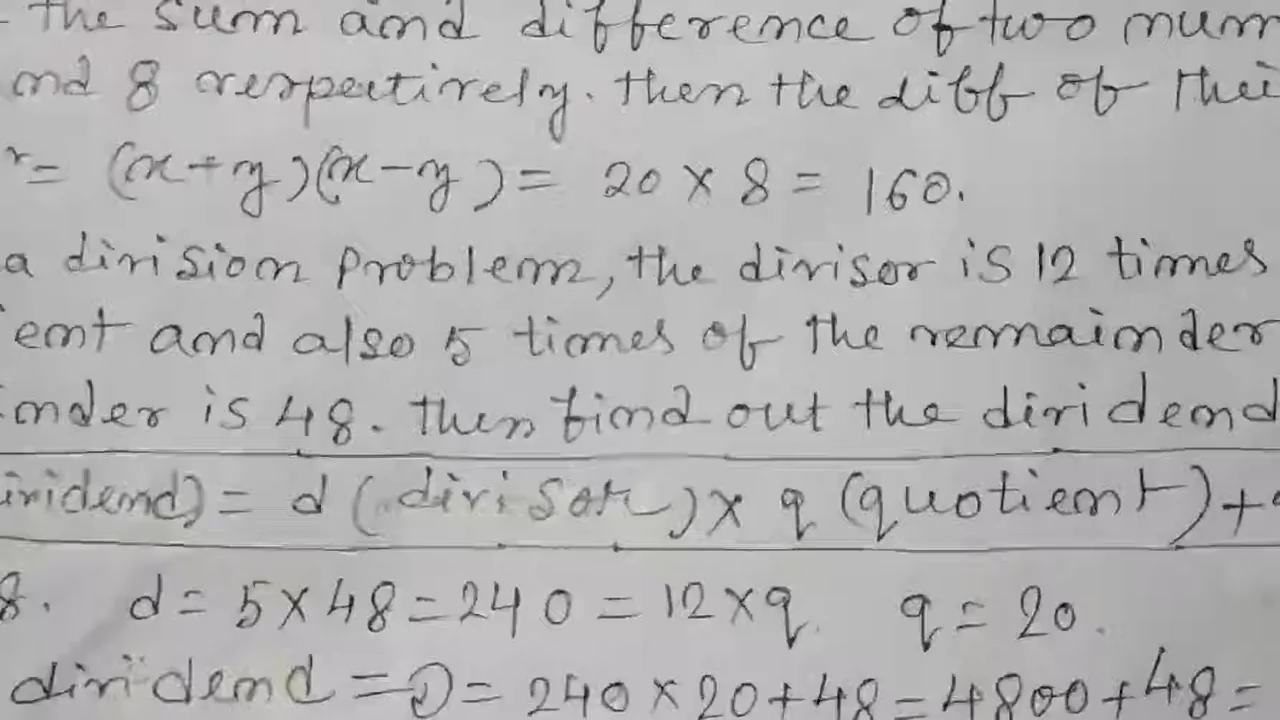 the sum and difference of two num
nd 8 respectively. Then the diff of thei
r = (x+y)(x-y) = 20 × 8 = 160.
a division problem, the divisor is 12 times
ent and also 5 times of the remainder
inder is 48. Then find out the dividend
ividend) = d (divisor) × q (quotient) +
8. d = 5×48 = 240 = 12×q. q = 20.
dividend = D = 240×20+48 = 4800+48 =